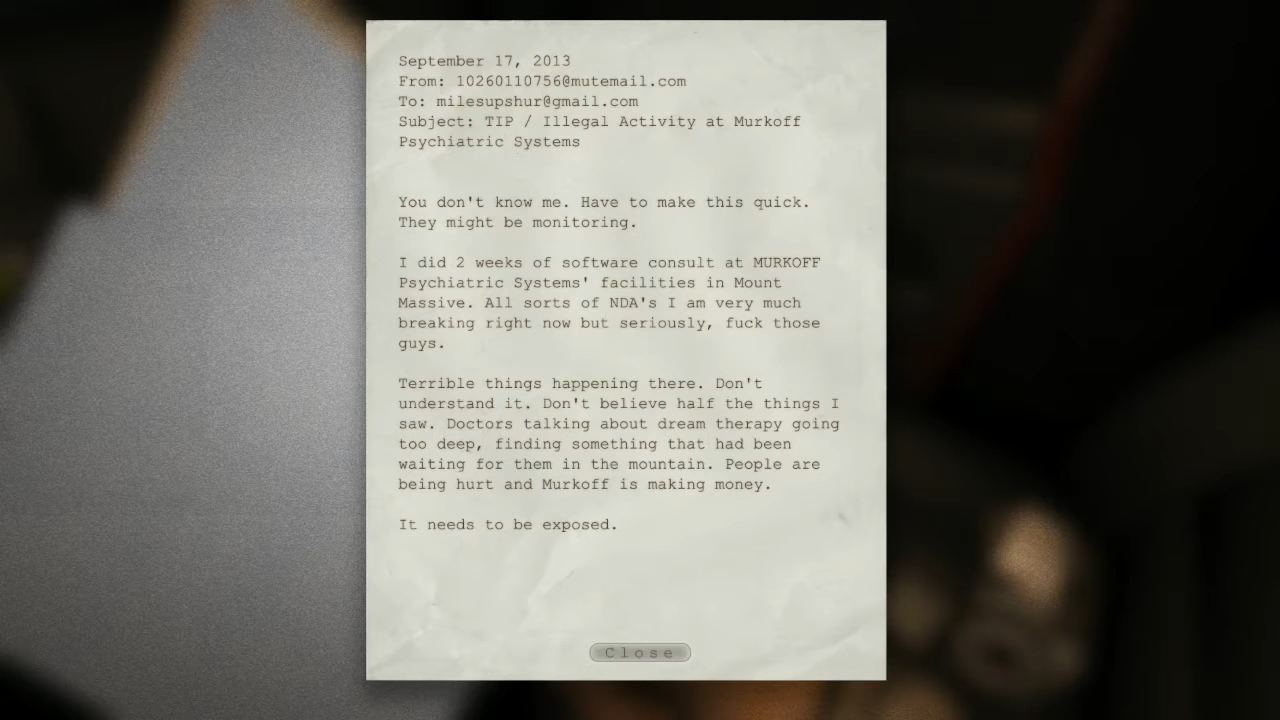 September 17, 2013
From: 10260110756@mutemail.com
To: milesupshur@gmail.com
Subject: TIP / Illegal Activity at Murkoff
Psychiatric Systems
You don't know me. Have to make this quick.
They might be monitoring.
I did 2 weeks of software consult at MURKOFF
Psychiatric Systems' facilities in Mount
Massive. All sorts of NDA's I am very much
breaking right now but seriously, fuck those
guys.
Terrible things happening there. Don't
understand it. Don't believe half the things I
saw. Doctors talking about dream therapy going
too deep, finding something that had been
waiting for them in the mountain. People are
being hurt and Murkoff is making money.
It needs to be exposed.
Close